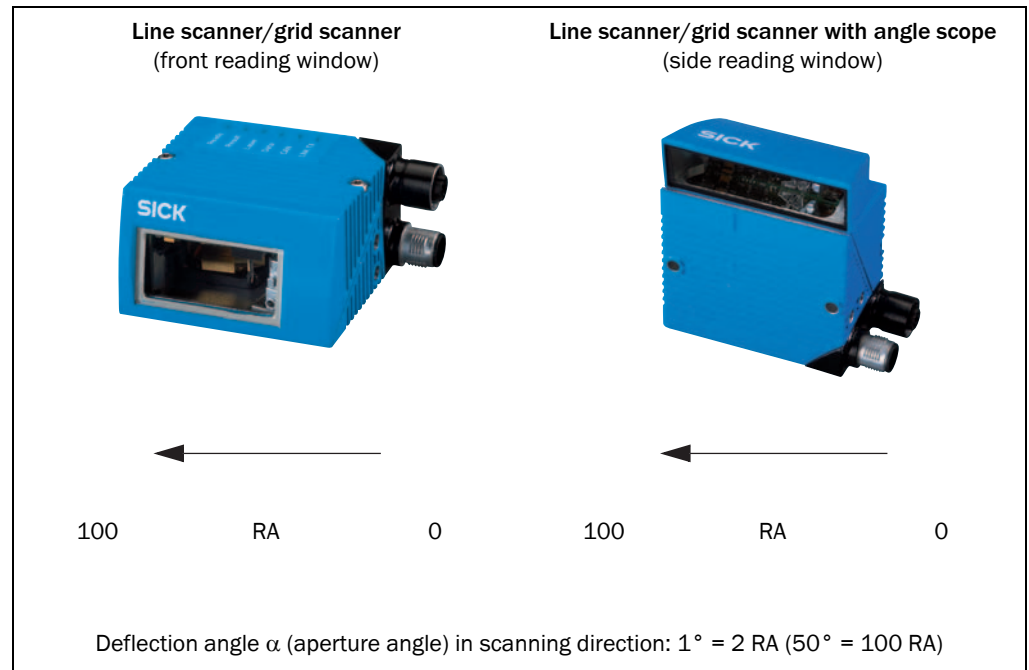 Line scanner/grid scanner
(front reading window)
Line scanner/grid scanner with angle scope
(side reading window)
SICK
SICK
100 RA 0
100 RA 0
Deflection angle α (aperture angle) in scanning direction: 1° = 2 RA (50° = 100 RA)